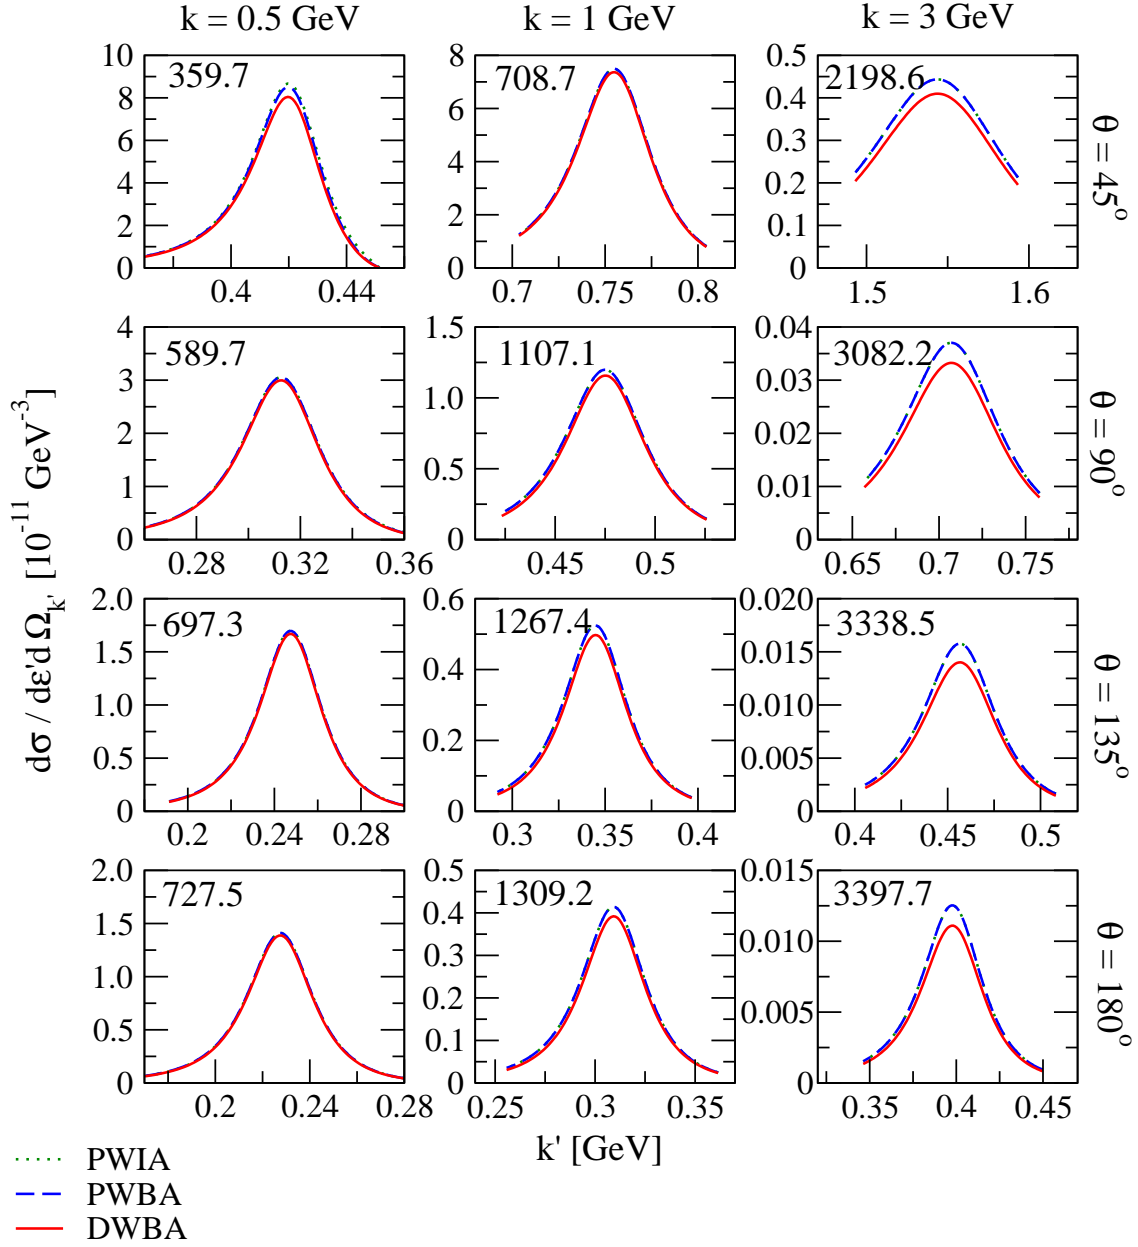 k = 0.5 GeV k = 1 GeV k = 3 GeV
10 8 6 4 2 0
359.7
0.4 0.44
8 6 4 2 0
708.7
0.7 0.75 0.8
0.5 0.4 0.3 0.2 0.1 0
2198.6
1.5 1.6
θ = 45°
4 3 2 1 0
589.7
0.28 0.32 0.36
1.5 1.0 0.5 0
1107.1
0.45 0.5
0.04 0.03 0.02 0.01 0
3082.2
0.65 0.7 0.75
θ = 90°
dσ / dε'dΩk' [10-11 GeV-3]
2.0 1.5 1.0 0.5 0
697.3
0.2 0.24 0.28
0.6 0.4 0.2 0
1267.4
0.3 0.35 0.4
0.020 0.015 0.010 0.005 0
3338.5
0.4 0.45 0.5
θ = 135°
2.0 1.5 1.0 0.5 0
727.5
0.2 0.24 0.28
0.5 0.4 0.3 0.2 0.1 0
1309.2
0.25 0.3 0.35
0.015 0.010 0.005 0
3397.7
0.35 0.4 0.45
θ = 180°
k' [GeV]
PWIA
PWBA
DWBA